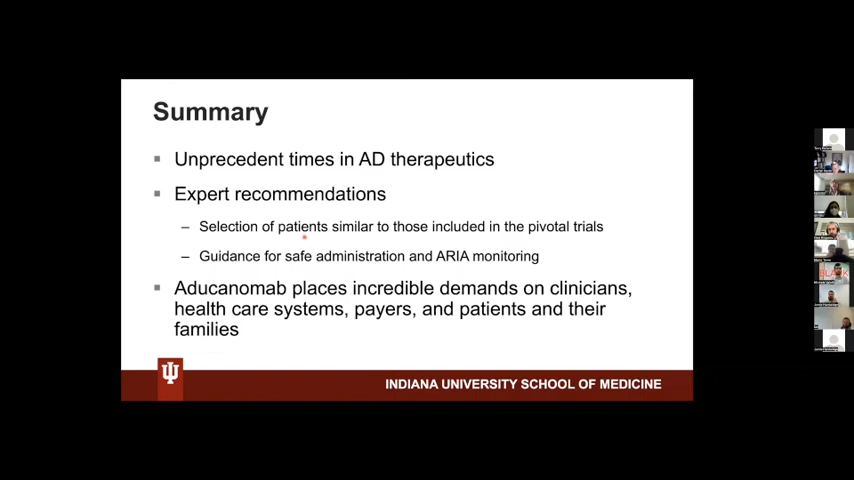 Summary
Unprecedent times in AD therapeutics
Expert recommendations
– Selection of patients similar to those included in the pivotal trials
– Guidance for safe administration and ARIA monitoring
Aducanomab places incredible demands on clinicians,
health care systems, payers, and patients and their
families
INDIANA UNIVERSITY SCHOOL OF MEDICINE